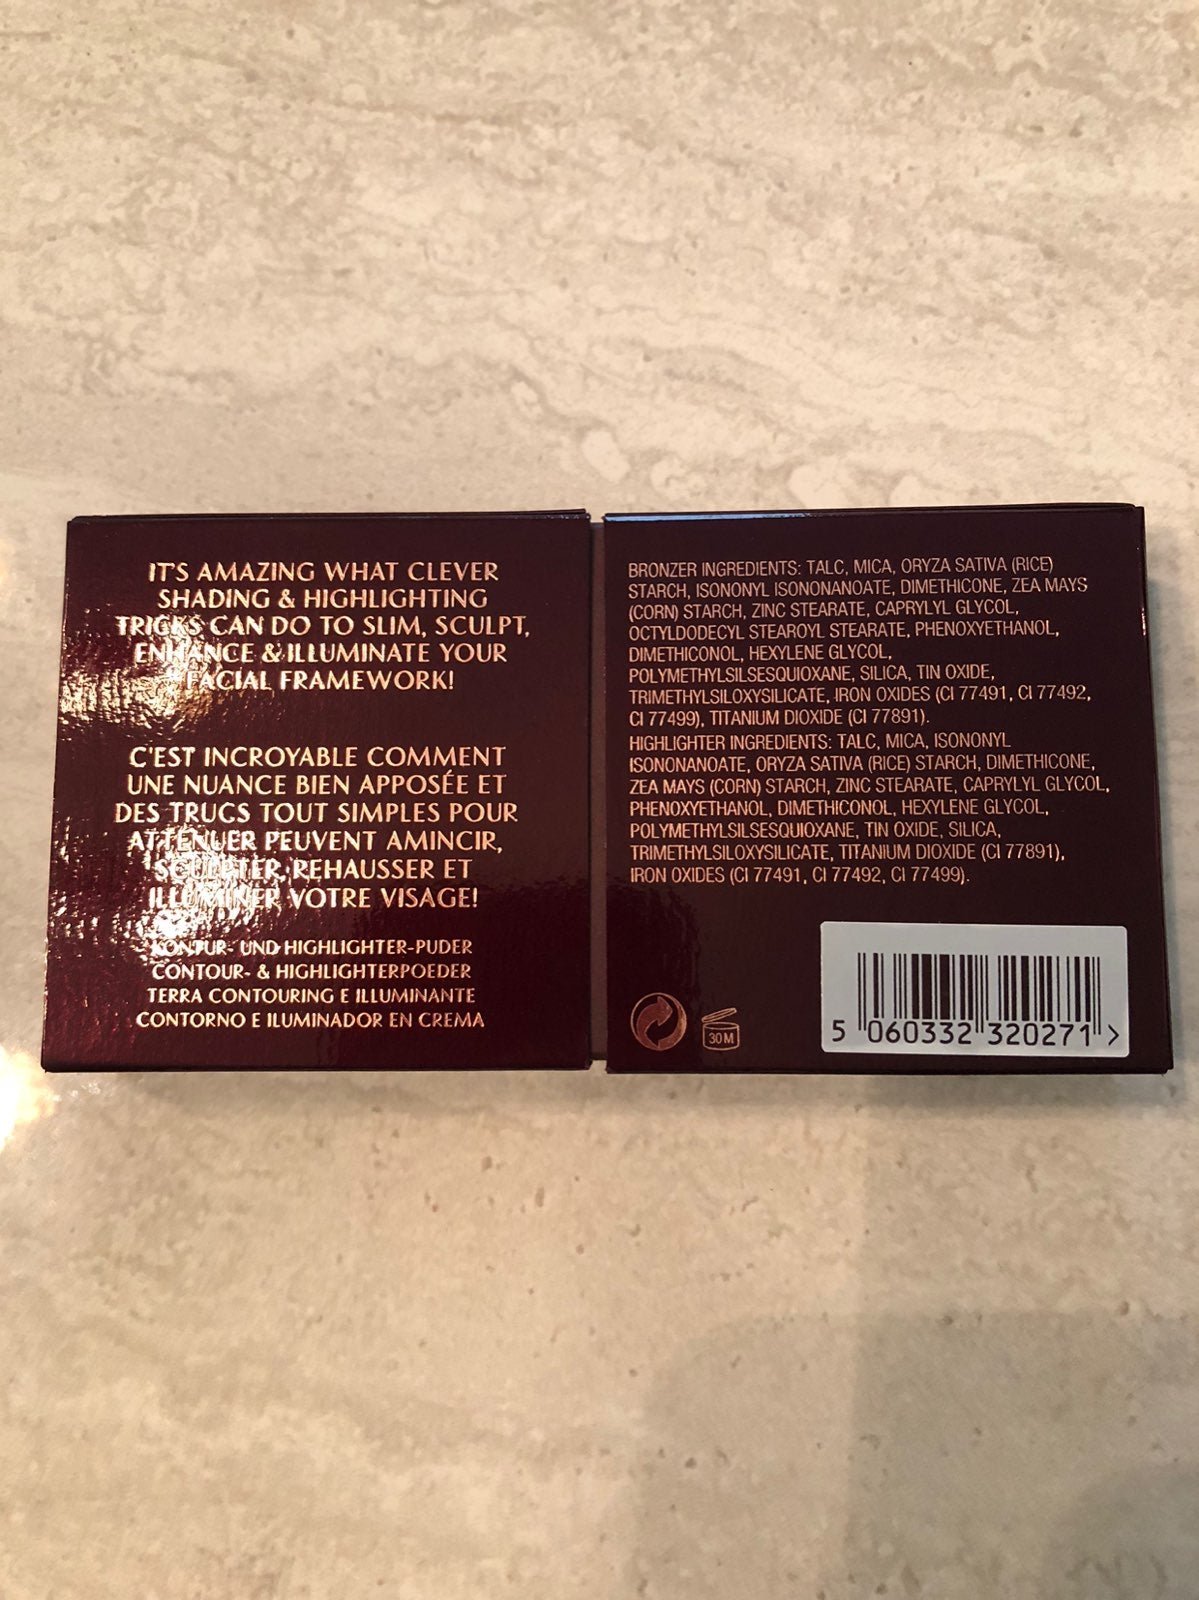 IT'S AMAZING WHAT CLEVER
SHADING & HIGHLIGHTING
TRICKS CAN DO TO SLIM, SCULPT,
ENHANCE & ILLUMINATE YOUR
FACIAL FRAMEWORK!
C'EST INCROYABLE COMMENT
UNE NUANCE BIEN APPOSÉE ET
DES TRUCS TOUT SIMPLES POUR
ATTENUER PEUVENT AMINCIR,
SCULPTER, REHAUSSER ET
ILLUMINER VOTRE VISAGE!
KONTUR- UND HIGHLIGHTER-PUDER
CONTOUR- & HIGHLIGHTERPOEDER
TERRA CONTOURING E ILLUMINANTE
CONTORNO E ILUMINADOR EN CREMA
BRONZER INGREDIENTS: TALC, MICA, ORYZA SATIVA (RICE)
STARCH, ISONONYL ISONONANOATE, DIMETHICONE, ZEA MAYS
(CORN) STARCH, ZINC STEARATE, CAPRYLYL GLYCOL,
OCTYLDODECYL STEAROYL STEARATE, PHENOXYETHANOL,
DIMETHICONOL, HEXYLENE GLYCOL,
POLYMETHYLSILSESQUIOXANE, SILICA, TIN OXIDE,
TRIMETHYLSILOXYSILICATE, IRON OXIDES (CI 77491, CI 77492,
CI 77499), TITANIUM DIOXIDE (CI 77891).
HIGHLIGHTER INGREDIENTS: TALC, MICA, ISONONYL
ISONONANOATE, ORYZA SATIVA (RICE) STARCH, DIMETHICONE,
ZEA MAYS (CORN) STARCH, ZINC STEARATE, CAPRYLYL GLYCOL,
PHENOXYETHANOL, DIMETHICONOL, HEXYLENE GLYCOL,
POLYMETHYLSILSESQUIOXANE, TIN OXIDE, SILICA,
TRIMETHYLSILOXYSILICATE, TITANIUM DIOXIDE (CI 77891),
IRON OXIDES (CI 77491, CI 77492, CI 77499).
30M
5 060332 320271 >